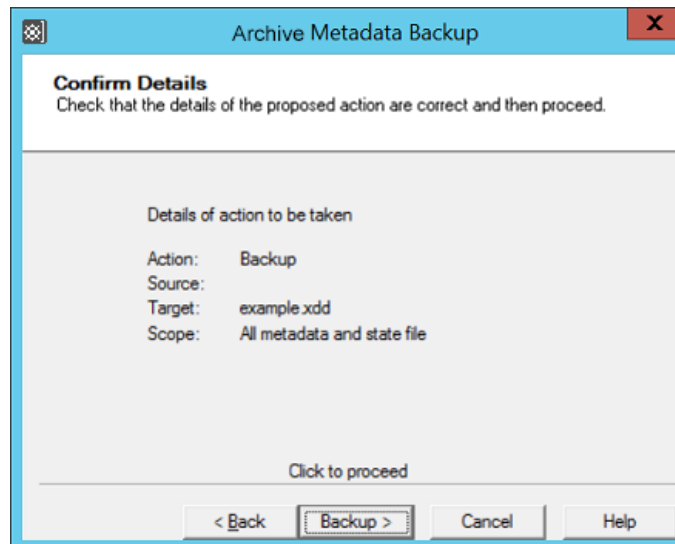 Archive Metadata Backup
X
Confirm Details
Check that the details of the proposed action are correct and then proceed.
Details of action to be taken
Action: Backup
Source:
Target: example.xdd
Scope: All metadata and state file
Click to proceed
< Back Backup > Cancel Help